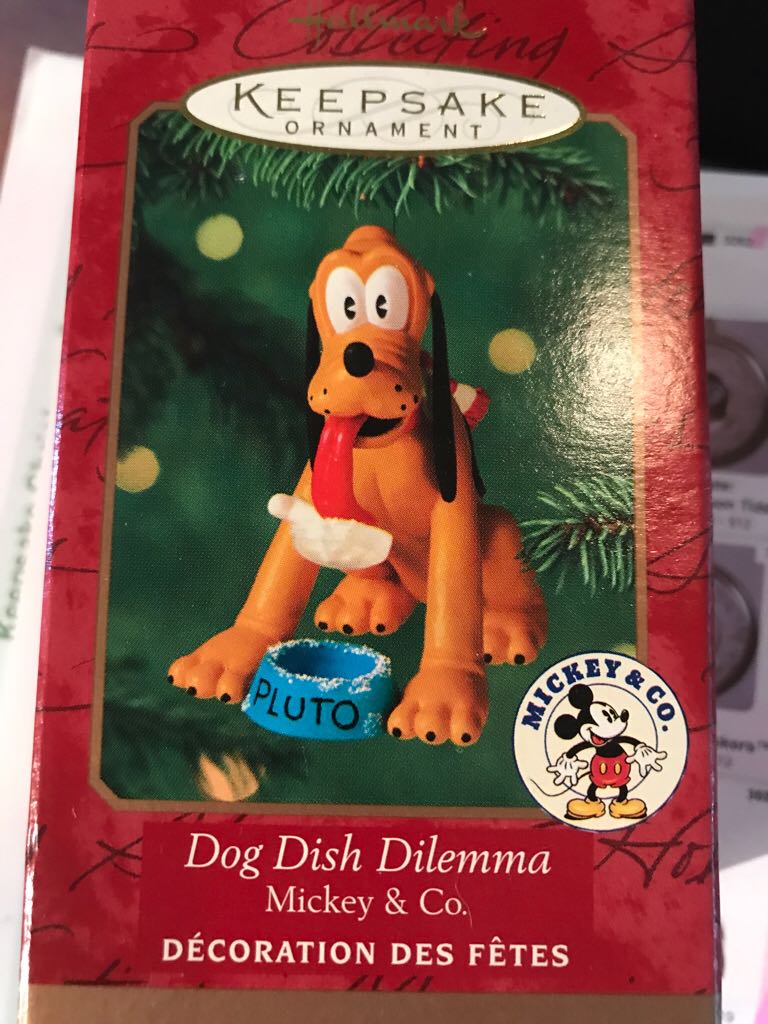 Hallmark
KEEPSAKE
ORNAMENT
PLUTO
MICKEY & CO.
Dog Dish Dilemma
Mickey & Co.
DÉCORATION DES FÊTES